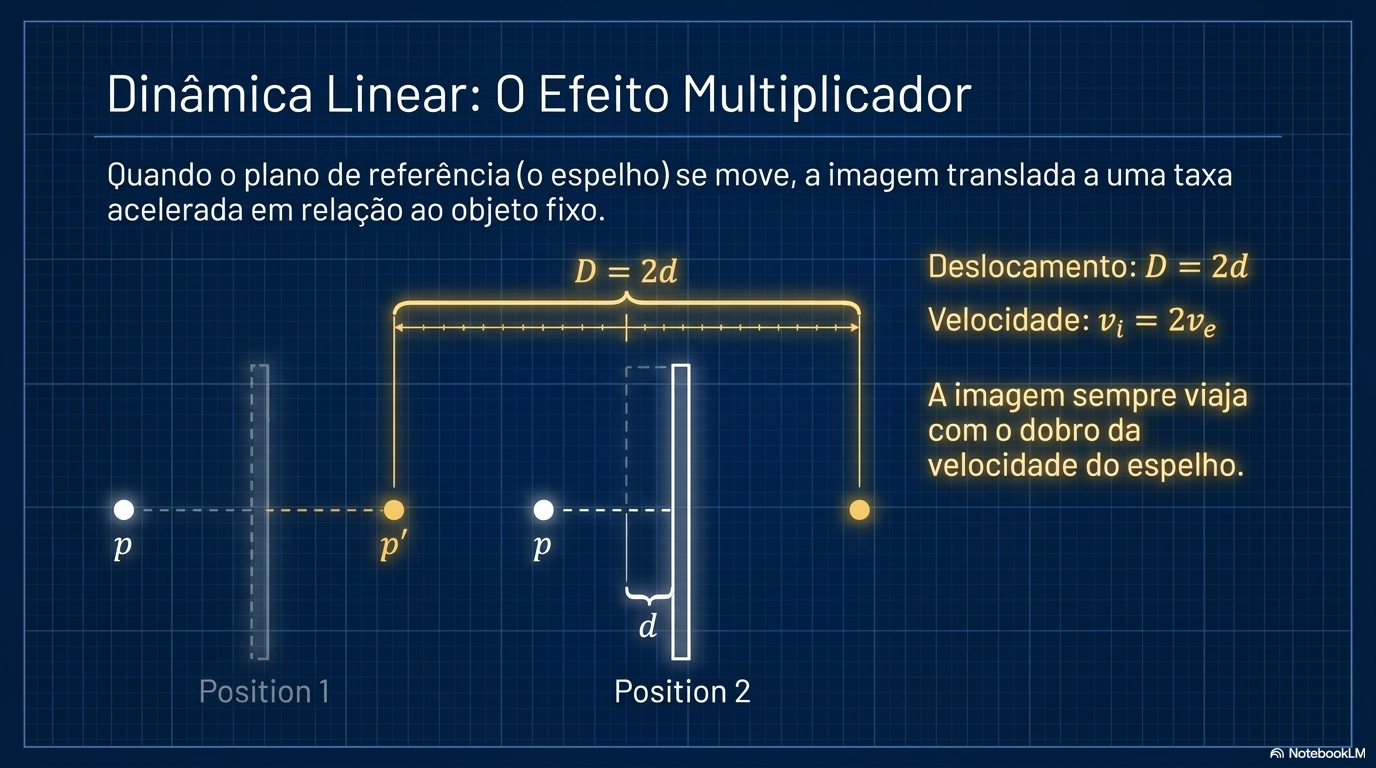 Dinâmica Linear: O Efeito Multiplicador
Quando o plano de referência (o espelho) se move, a imagem translada a uma taxa
acelerada em relação ao objeto fixo.
D = 2d
Deslocamento: D = 2d
Velocidade: vᵢ = 2vₑ
A imagem sempre viaja
com o dobro da
velocidade do espelho.
p
p′
p
d
Position 1
Position 2
NotebookLM